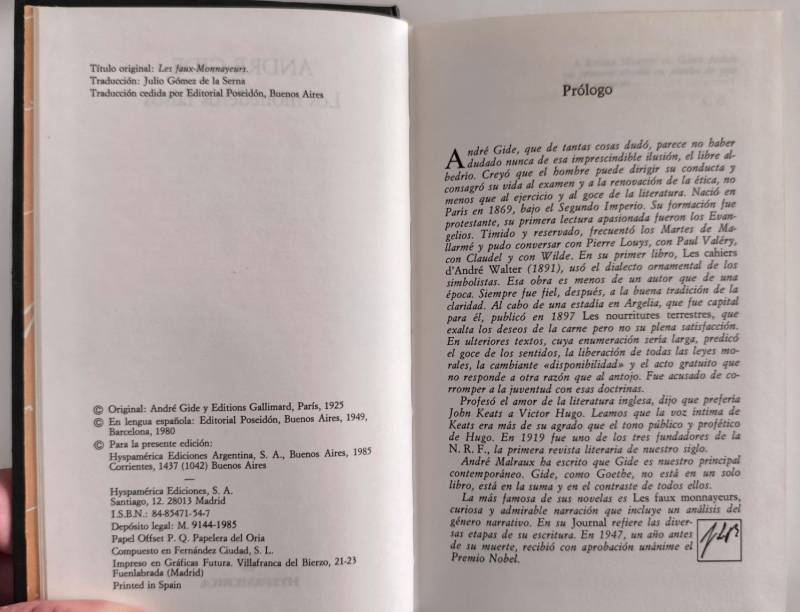 Título original: Les faux-Monnayeurs.
Traducción: Julio Gómez de la Serna
Traducción cedida por Editorial Poseidón, Buenos Aires
© Original: André Gide y Editions Gallimard, París, 1925
© En lengua española: Editorial Poseidón, Buenos Aires, 1949,
Barcelona, 1980
© Para la presente edición:
Hyspamérica Ediciones Argentina, S. A., Buenos Aires, 1985
Corrientes, 1437 (1042) Buenos Aires
—
Hyspamérica Ediciones, S. A.
Santiago, 12. 28013 Madrid
I.S.B.N.: 84-85471-54-7
Depósito legal: M. 9144-1985
Papel Offset P. Q. Papelera del Oria
Compuesto en Fernández Ciudad, S. L.
Impreso en Gráficas Futura. Villafranca del Bierzo, 21-23
Fuenlabrada (Madrid)
Printed in Spain
Prólogo
André Gide, que de tantas cosas dudó, parece no haber
dudado nunca de esa imprescindible ilusión, el libre al-
bedrío. Creyó que el hombre puede dirigir su conducta y
consagró su vida al examen y a la renovación de la ética, no
menos que al ejercicio y al goce de la literatura. Nació en
París en 1869, bajo el Segundo Imperio. Su formación fue
protestante, su primera lectura apasionada fueron los Evan-
gelios. Tímido y reservado, frecuentó los Martes de Ma-
llarmé y pudo conversar con Pierre Louys, con Paul Valéry,
con Claudel y con Wilde. En su primer libro, Les cahiers
d'André Walter (1891), usó el dialecto ornamental de los
simbolistas. Esa obra es menos de un autor que de una
época. Siempre fue fiel, después, a la buena tradición de la
claridad. Al cabo de una estadía en Argelia, que fue capital
para él, publicó en 1897 Les nourritures terrestres, que
exalta los deseos de la carne pero no su plena satisfacción.
En ulteriores textos, cuya enumeración sería larga, predicó
el goce de los sentidos, la liberación de todas las leyes mo-
rales, la cambiante «disponibilidad» y el acto gratuito que
no responde a otra razón que al antojo. Fue acusado de co-
rromper a la juventud con esas doctrinas.
Profesó el amor de la literatura inglesa, dijo que prefería
John Keats a Victor Hugo. Leamos que la voz íntima de
Keats era más de su agrado que el tono público y profético
de Hugo. En 1919 fue uno de los tres fundadores de la
N. R. F., la primera revista literaria de nuestro siglo.
André Malraux ha escrito que Gide es nuestro principal
contemporáneo. Gide, como Goethe, no está en un solo
libro, está en la suma y en el contraste de todos ellos.
La más famosa de sus novelas es Les faux monnayeurs,
curiosa y admirable narración que incluye un análisis del
género narrativo. En su Journal refiere las diver-
sas etapas de su escritura. En 1947, un año antes
de su muerte, recibió con aprobación unánime el
Premio Nobel.